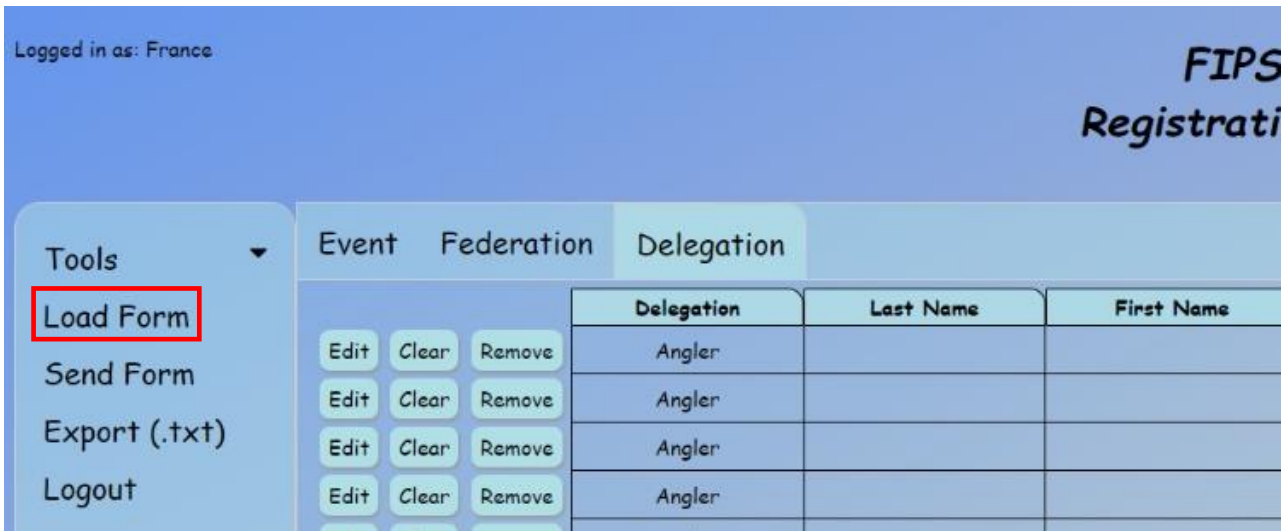 Logged in as: France
FIPS
Registrati
Tools
Load Form
Send Form
Export (.txt)
Logout
Event Federation Delegation
Delegation Last Name First Name
Edit Clear Remove Angler
Edit Clear Remove Angler
Edit Clear Remove Angler
Edit Clear Remove Angler